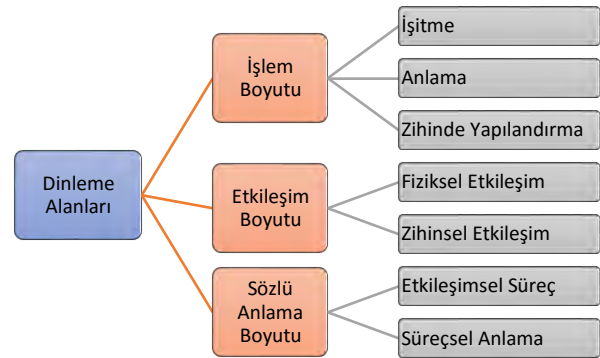 Dinleme
Alanları
İşlem
Boyutu
İşitme
Anlama
Zihinde Yapılandırma
Etkileşim
Boyutu
Fiziksel Etkileşim
Zihinsel Etkileşim
Sözlü
Anlama
Boyutu
Etkileşimsel Süreç
Süreçsel Anlama